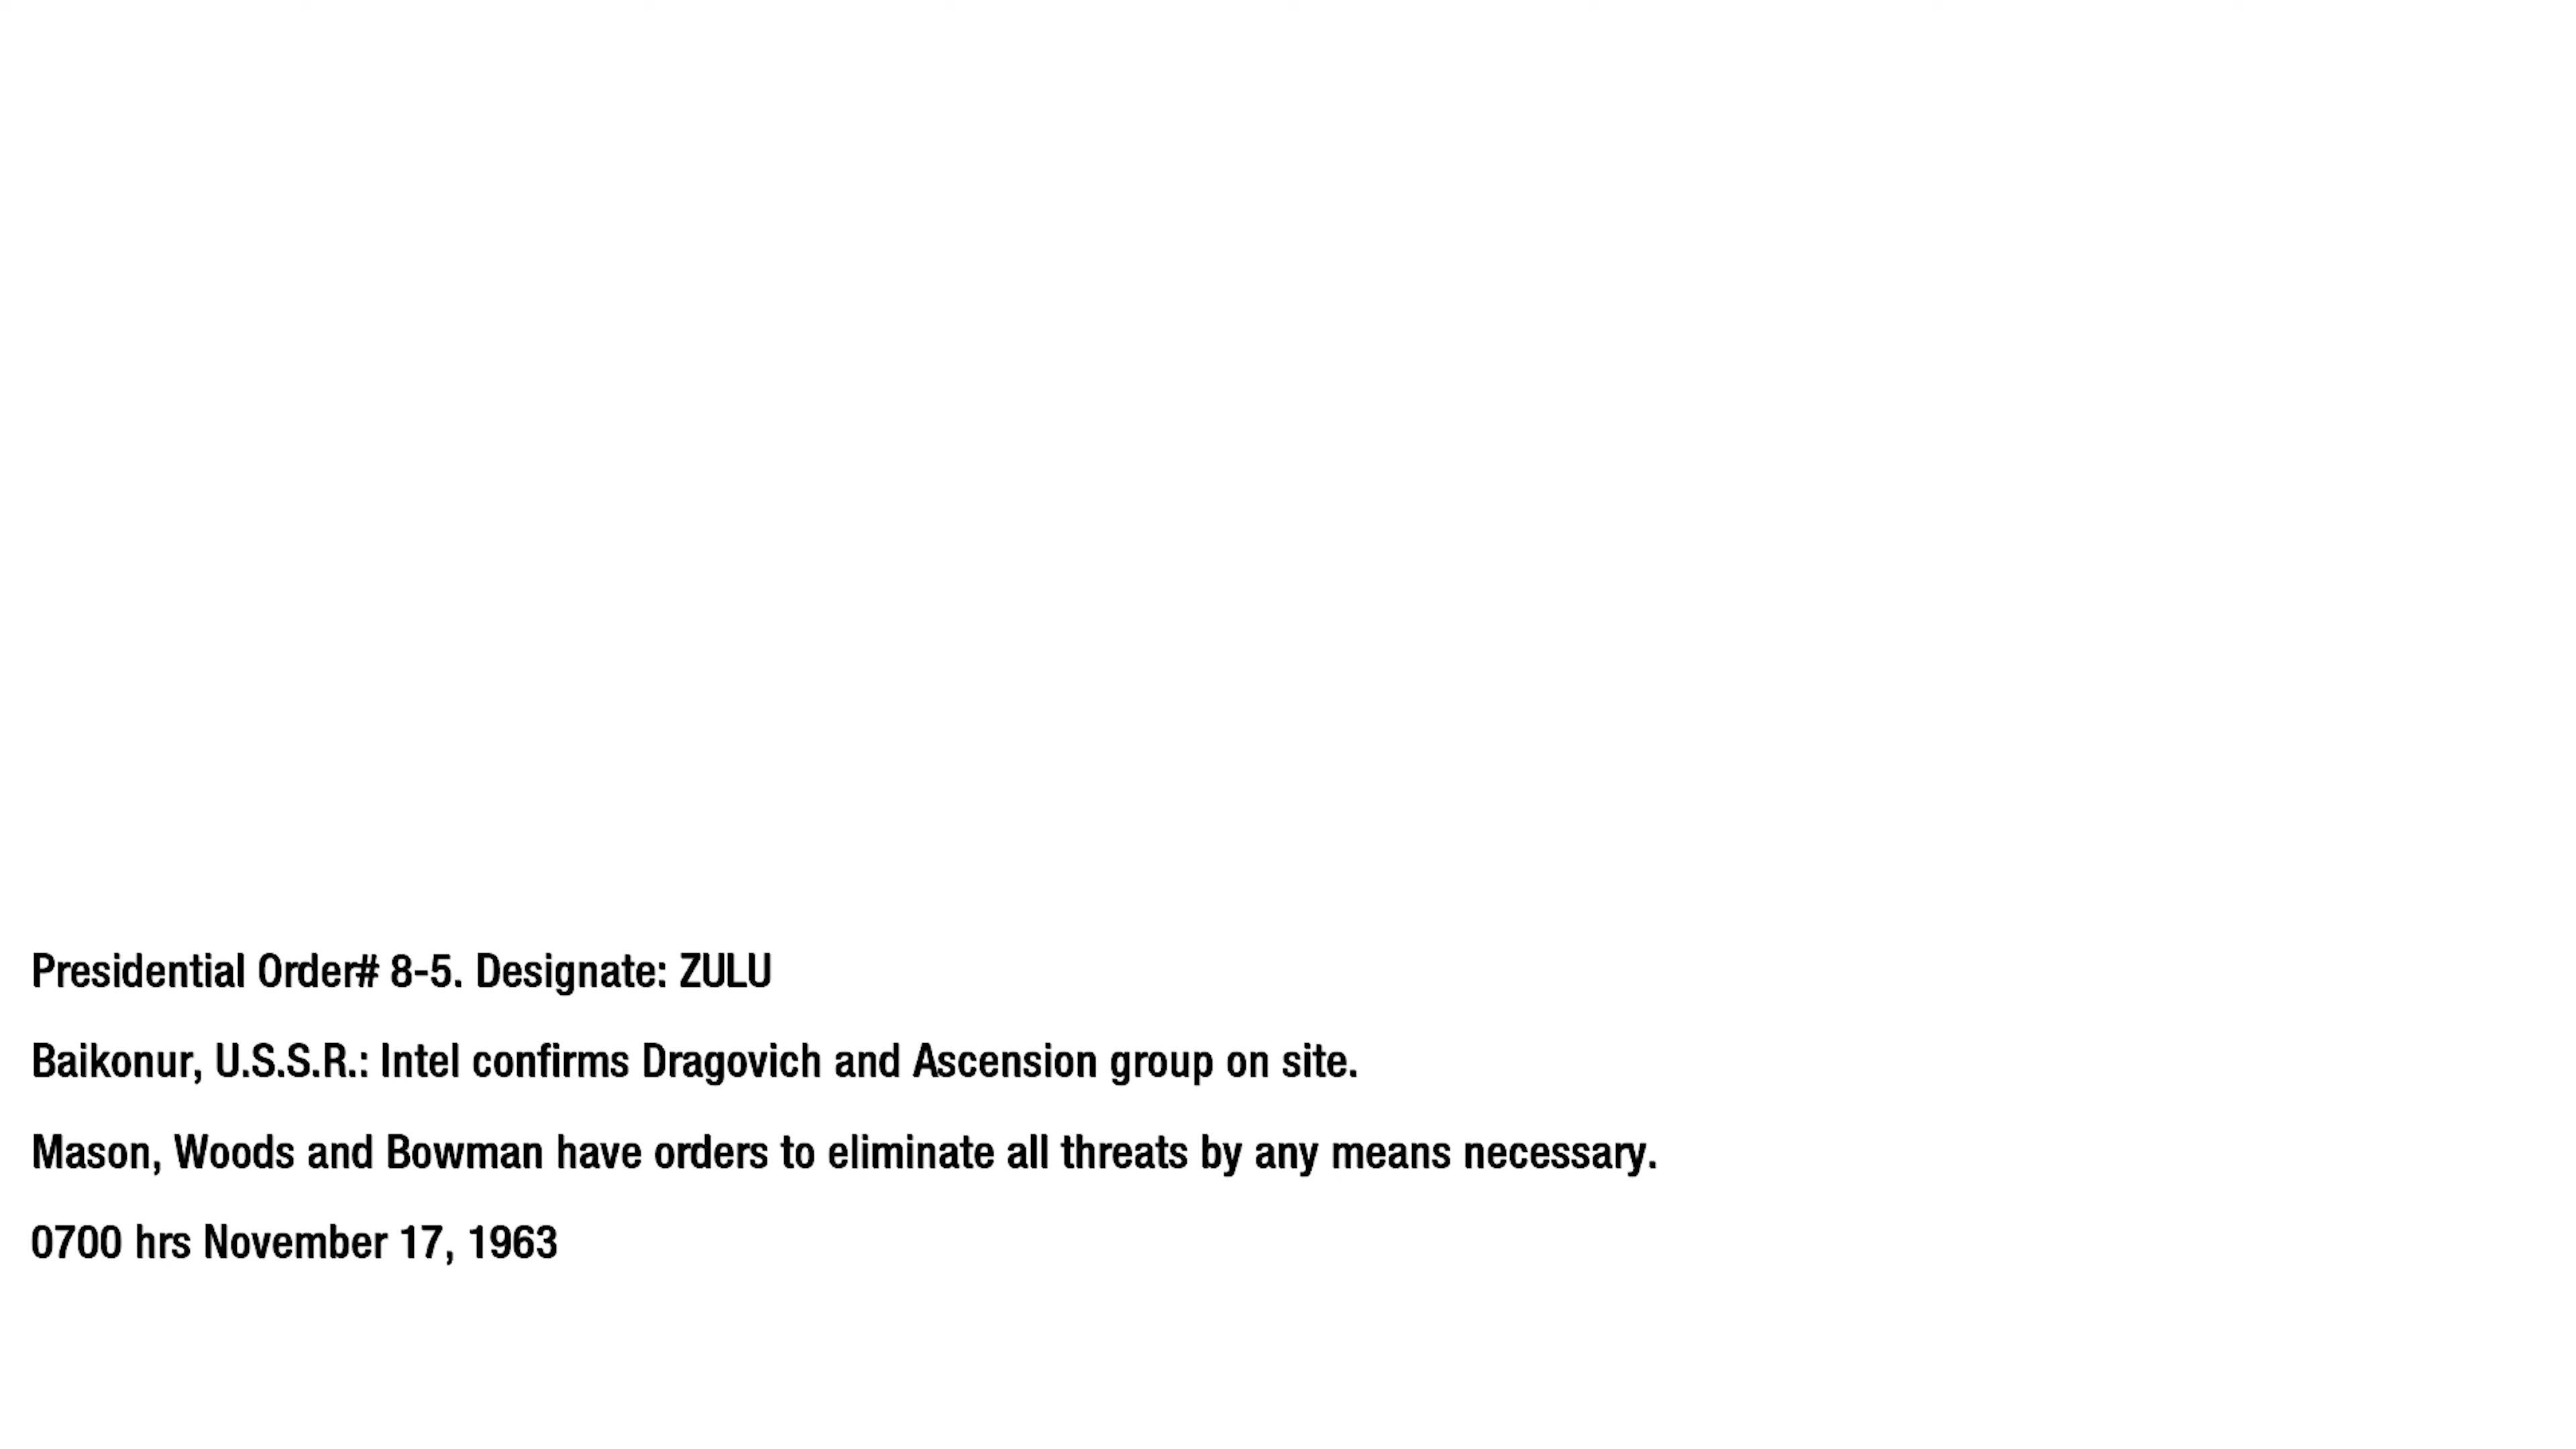 Presidential Order# 8-5. Designate: ZULU
Baikonur, U.S.S.R.: Intel confirms Dragovich and Ascension group on site.
Mason, Woods and Bowman have orders to eliminate all threats by any means necessary.
0700 hrs November 17, 1963